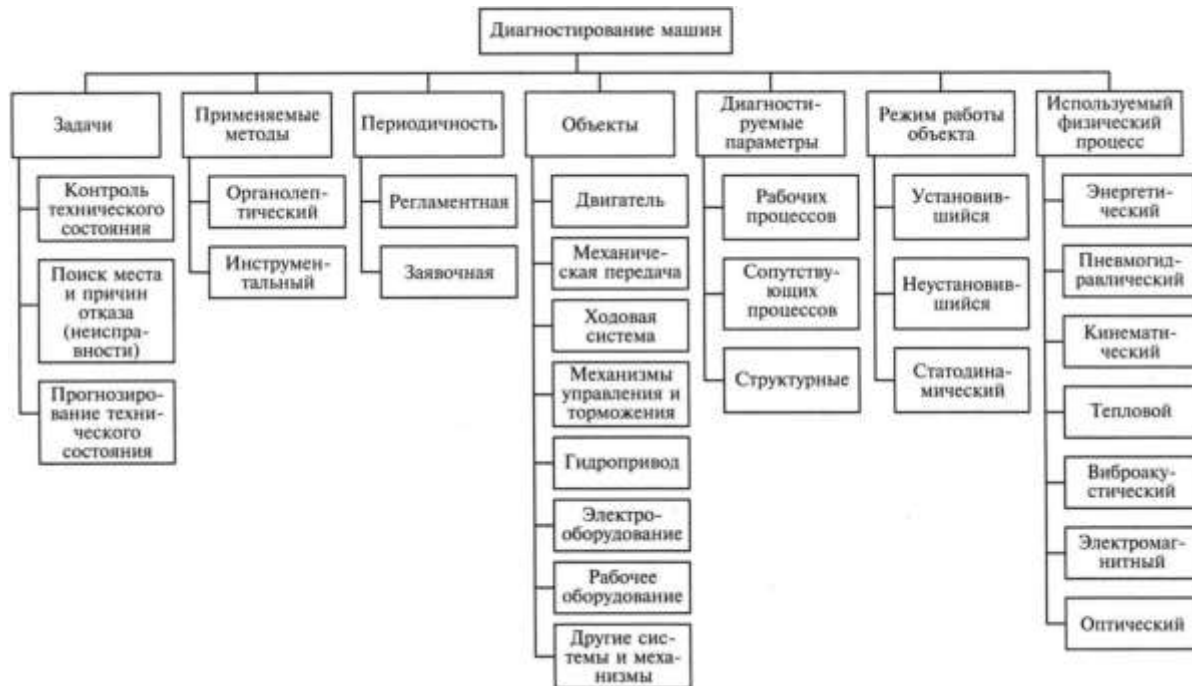 Диагностирование машин
Задачи
Контроль
технического
состояния
Поиск места
и причин
отказа
(неиспра-
вности)
Прогнозиро-
вание техни-
ческого
состояния
Применяемые
методы
Органолеп-
тический
Инструмен-
тальный
Периодичность
Регламентная
Заявочная
Объекты
Двигатель
Механиче-
ская передача
Ходовая
система
Механизмы
управления и
торможения
Гидропривод
Электро-
оборудование
Рабочее
оборудование
Другие сис-
темы и меха-
низмы
Диагности-
руемые
параметры
Рабочих
процессов
Сопутству-
ющих
процессов
Структурные
Режим работы
объекта
Установив-
шийся
Неустановив-
шийся
Статодина-
мический
Используемый
физический
процесс
Энергети-
ческий
Пневмогид-
равлический
Кинемати-
ческий
Тепловой
Виброаку-
стический
Электромаг-
нитный
Оптический